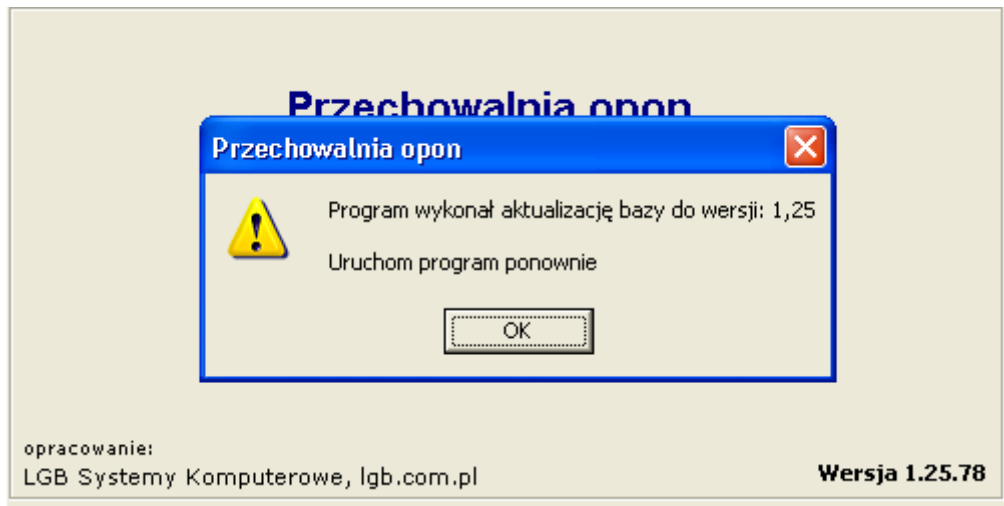 Przechowalnia opon
Przechowalnia opon
Program wykonał aktualizację bazy do wersji: 1,25
Uruchom program ponownie
OK
opracowanie:
LGB Systemy Komputerowe, lgb.com.pl
Wersja 1.25.78